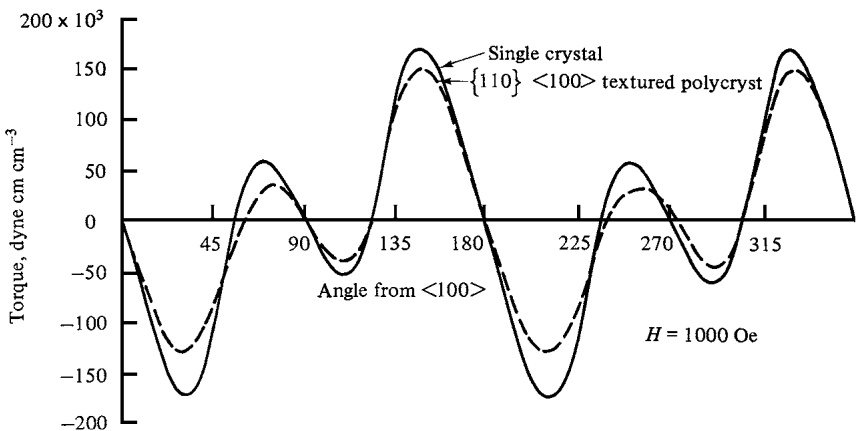 200 x 10³
150
100
50
0
−50
−100
−150
−200
Torque, dyne cm cm⁻³
Single crystal
{110} <100> textured polycryst
45
90
135
180
225
270
315
Angle from <100>
H = 1000 Oe